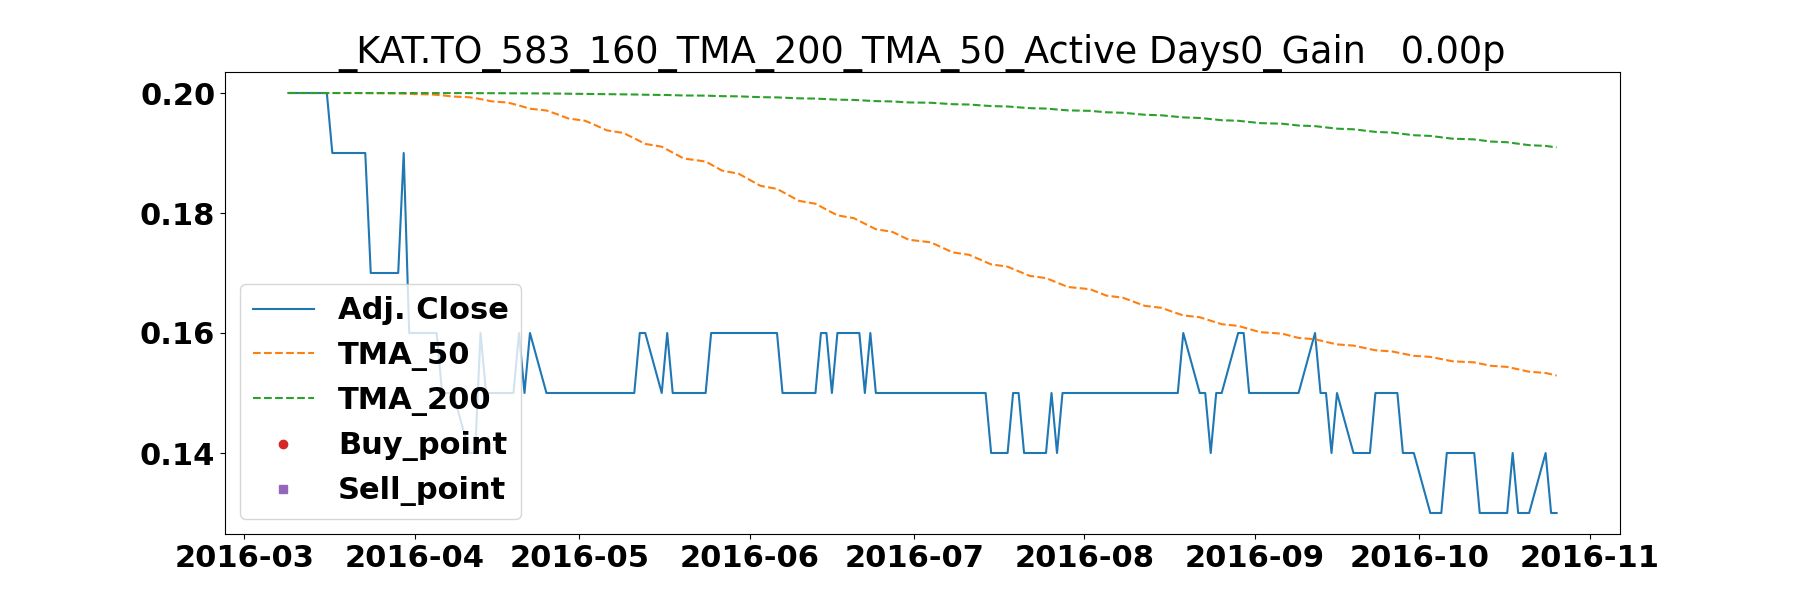 _KAT.TO_583_160_TMA_200_TMA_50_Active Days0_Gain   0.00p
0.20
0.18
0.16
0.14
Adj. Close
TMA_50
TMA_200
Buy_point
Sell_point
2016-03 2016-04 2016-05 2016-06 2016-07 2016-08 2016-09 2016-10 2016-11